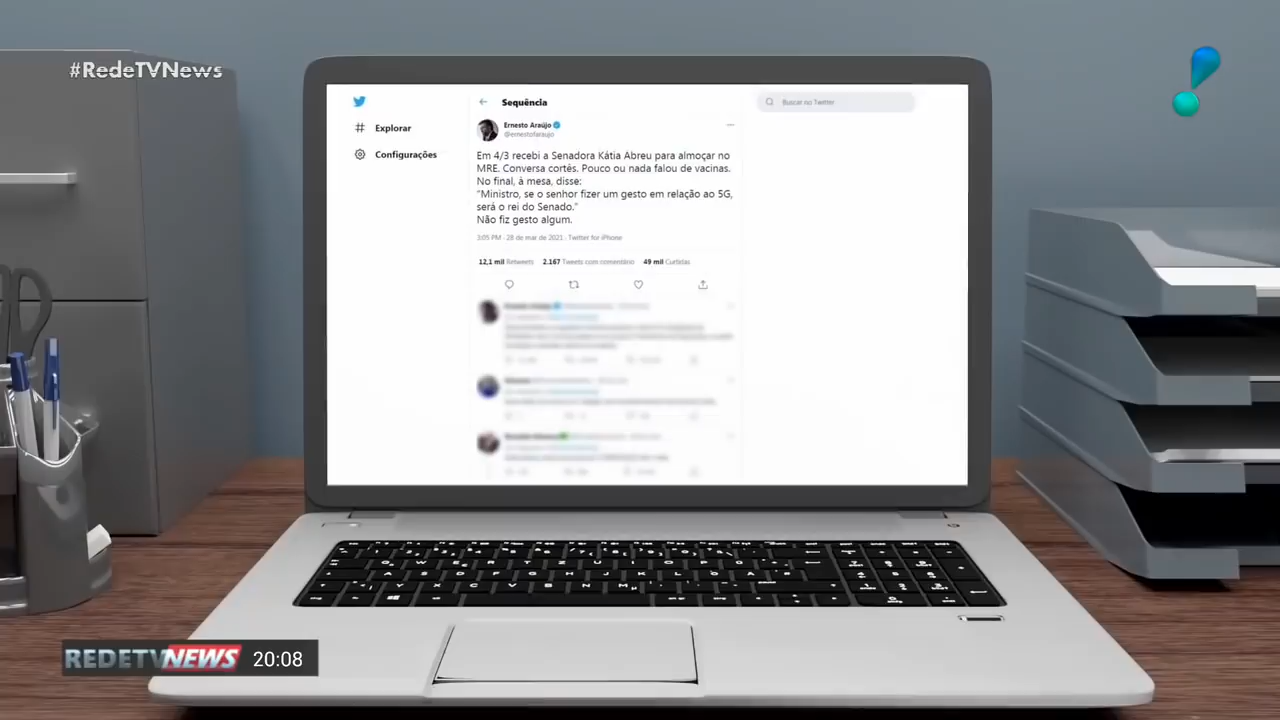 #RedeTVNews
Sequência
Buscar no Twitter
Explorar
Configurações
Ernesto Araújo
@ernestofaraujo
Em 4/3 recebi a Senadora Kátia Abreu para almoçar no
MRE. Conversa cortês. Pouco ou nada falou de vacinas.
No final, à mesa, disse:
"Ministro, se o senhor fizer um gesto em relação ao 5G,
será o rei do Senado."
Não fiz gesto algum.
3:05 PM · 28 de mar de 2021 · Twitter for iPhone
12,1 mil Retweets 2.167 Tweets com comentário 49 mil Curtidas
REDETVNEWS 20:08